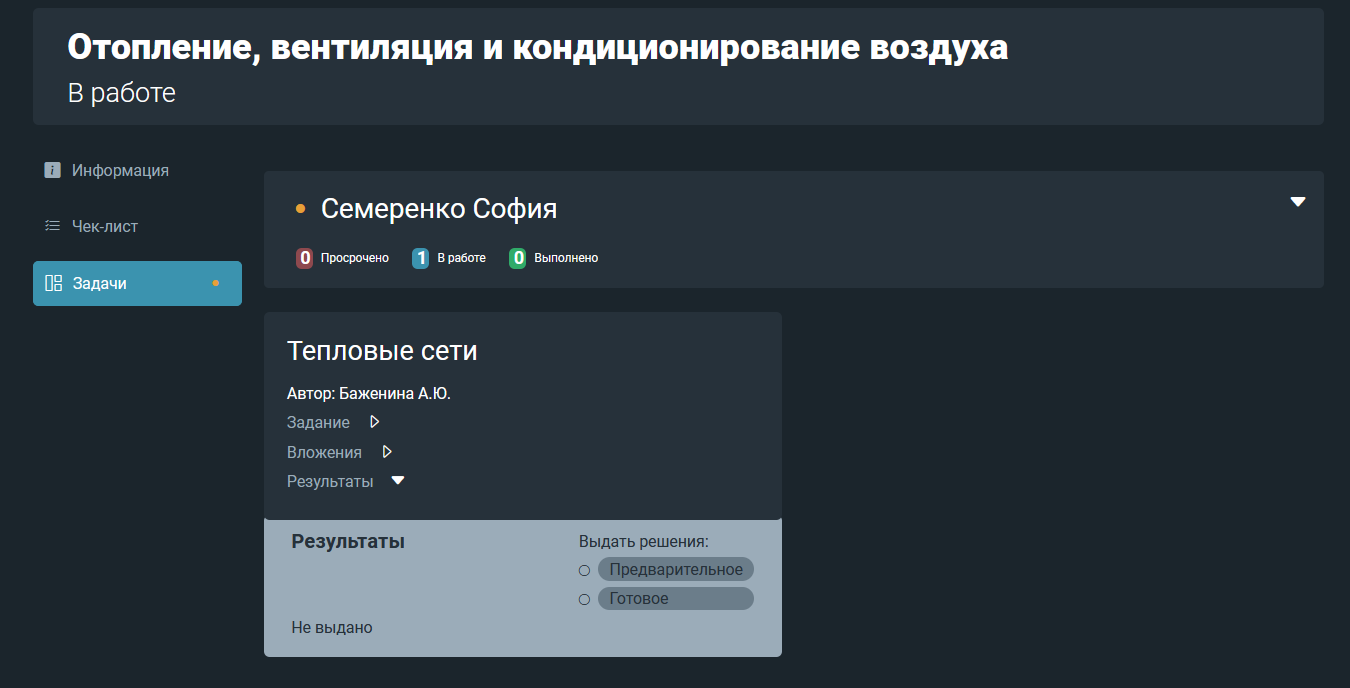 Отопление, вентиляция и кондиционирование воздуха
В работе
Информация
Чек-лист
Задачи
Семеренко София
0 Просрочено 1 В работе 0 Выполнено
Тепловые сети
Автор: Баженина А.Ю.
Задание
Вложения
Результаты
Результаты
Выдать решения:
Предварительное
Готовое
Не выдано